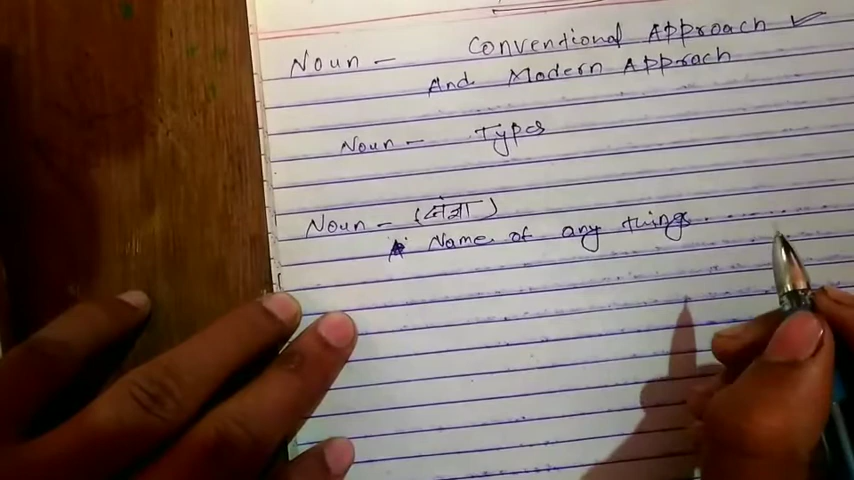 Noun - Conventional Approach ✓
And Modern Approach
Noun - Types
Noun - (संज्ञा)
Name of any things........